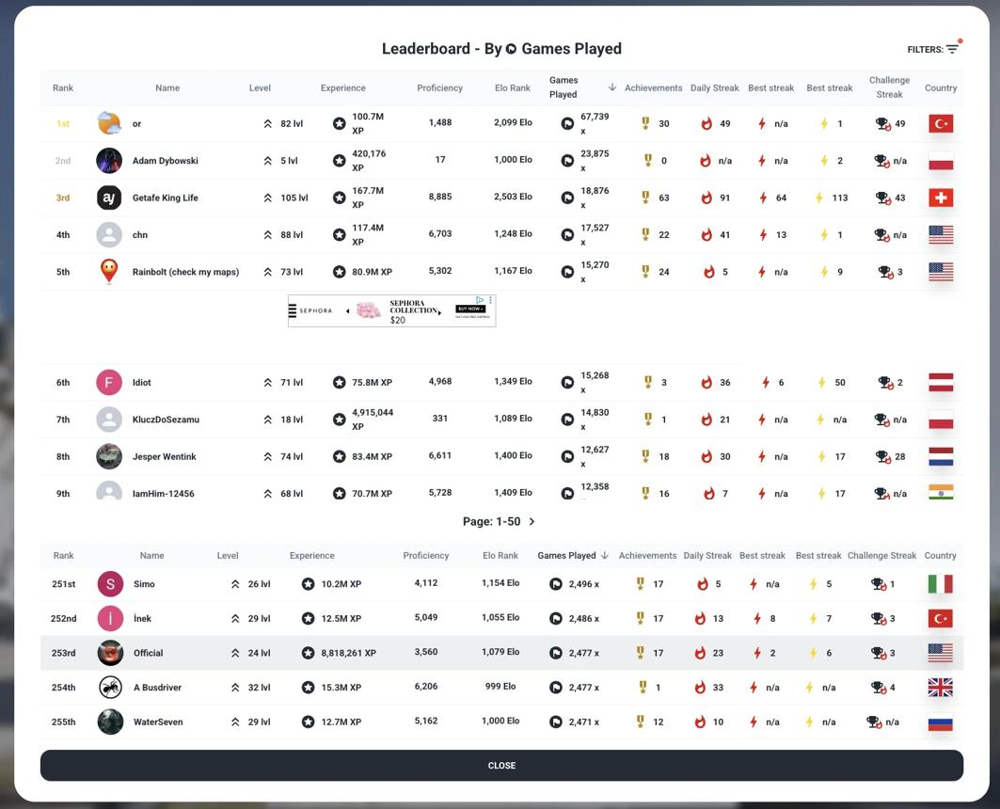 Leaderboard - By Games Played
FILTERS:
Rank Name Level Experience Proficiency Elo Rank Games Played Achievements Daily Streak Best streak Best streak Challenge Streak Country
1st or 82 lvl 100.7M XP 1,488 2,099 Elo 67,739 x 30 49 n/a 1 49
2nd Adam Dybowski 5 lvl 420,176 XP 17 1,000 Elo 23,875 x 0 n/a n/a 2 n/a
3rd ay Getafe King Life 105 lvl 167.7M XP 8,885 2,503 Elo 18,876 x 63 91 64 113 43
4th chn 88 lvl 117.4M XP 6,703 1,248 Elo 17,527 x 22 41 13 1 n/a
5th Rainbolt (check my maps) 73 lvl 80.9M XP 5,302 1,167 Elo 15,270 x 24 5 n/a 9 3
SEPHORA SEPHORA COLLECTION $20 BUY NOW
6th F Idiot 71 lvl 75.8M XP 4,968 1,349 Elo 15,268 x 3 36 6 50 2
7th KluczDoSezamu 18 lvl 4,915,044 XP 331 1,089 Elo 14,830 x 1 21 n/a n/a n/a
8th Jesper Wentink 74 lvl 83.4M XP 6,611 1,400 Elo 12,627 x 18 30 n/a 17 28
9th IamHim-12456 68 lvl 70.7M XP 5,728 1,409 Elo 12,358 16 7 n/a 17 n/a
Page: 1-50
Rank Name Level Experience Proficiency Elo Rank Games Played Achievements Daily Streak Best streak Best streak Challenge Streak Country
251st S Simo 26 lvl 10.2M XP 4,112 1,154 Elo 2,496 x 17 5 n/a 5 1
252nd İ İnek 29 lvl 12.5M XP 5,049 1,055 Elo 2,486 x 17 13 8 7 3
253rd Official 24 lvl 8,818,261 XP 3,560 1,079 Elo 2,477 x 17 23 2 6 3
254th A Busdriver 32 lvl 15.3M XP 6,206 999 Elo 2,477 x 1 33 n/a n/a 4
255th WaterSeven 29 lvl 12.7M XP 5,162 1,000 Elo 2,471 x 12 10 n/a n/a n/a
CLOSE